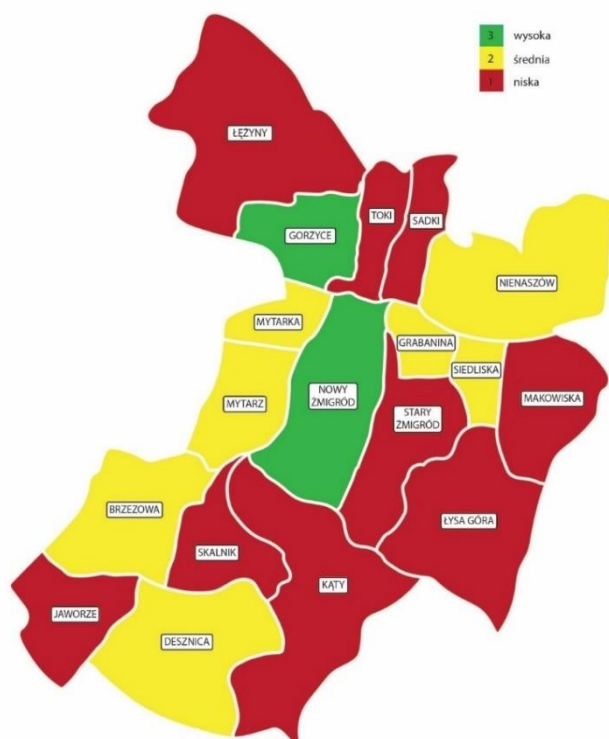 3 wysoka
2 średnia
1 niska
ŁĘŻYNY
TOKI
SADKI
GORZYCE
NIENASZÓW
MYTARKA
GRABANINA
SIEDLISKA
NOWY
ŻMIGRÓD
MYTARZ
STARY
ŻMIGRÓD
MAKOWISKA
BRZEZOWA
ŁYSA GÓRA
SKALNIK
KĄTY
JAWORZE
DESZNICA